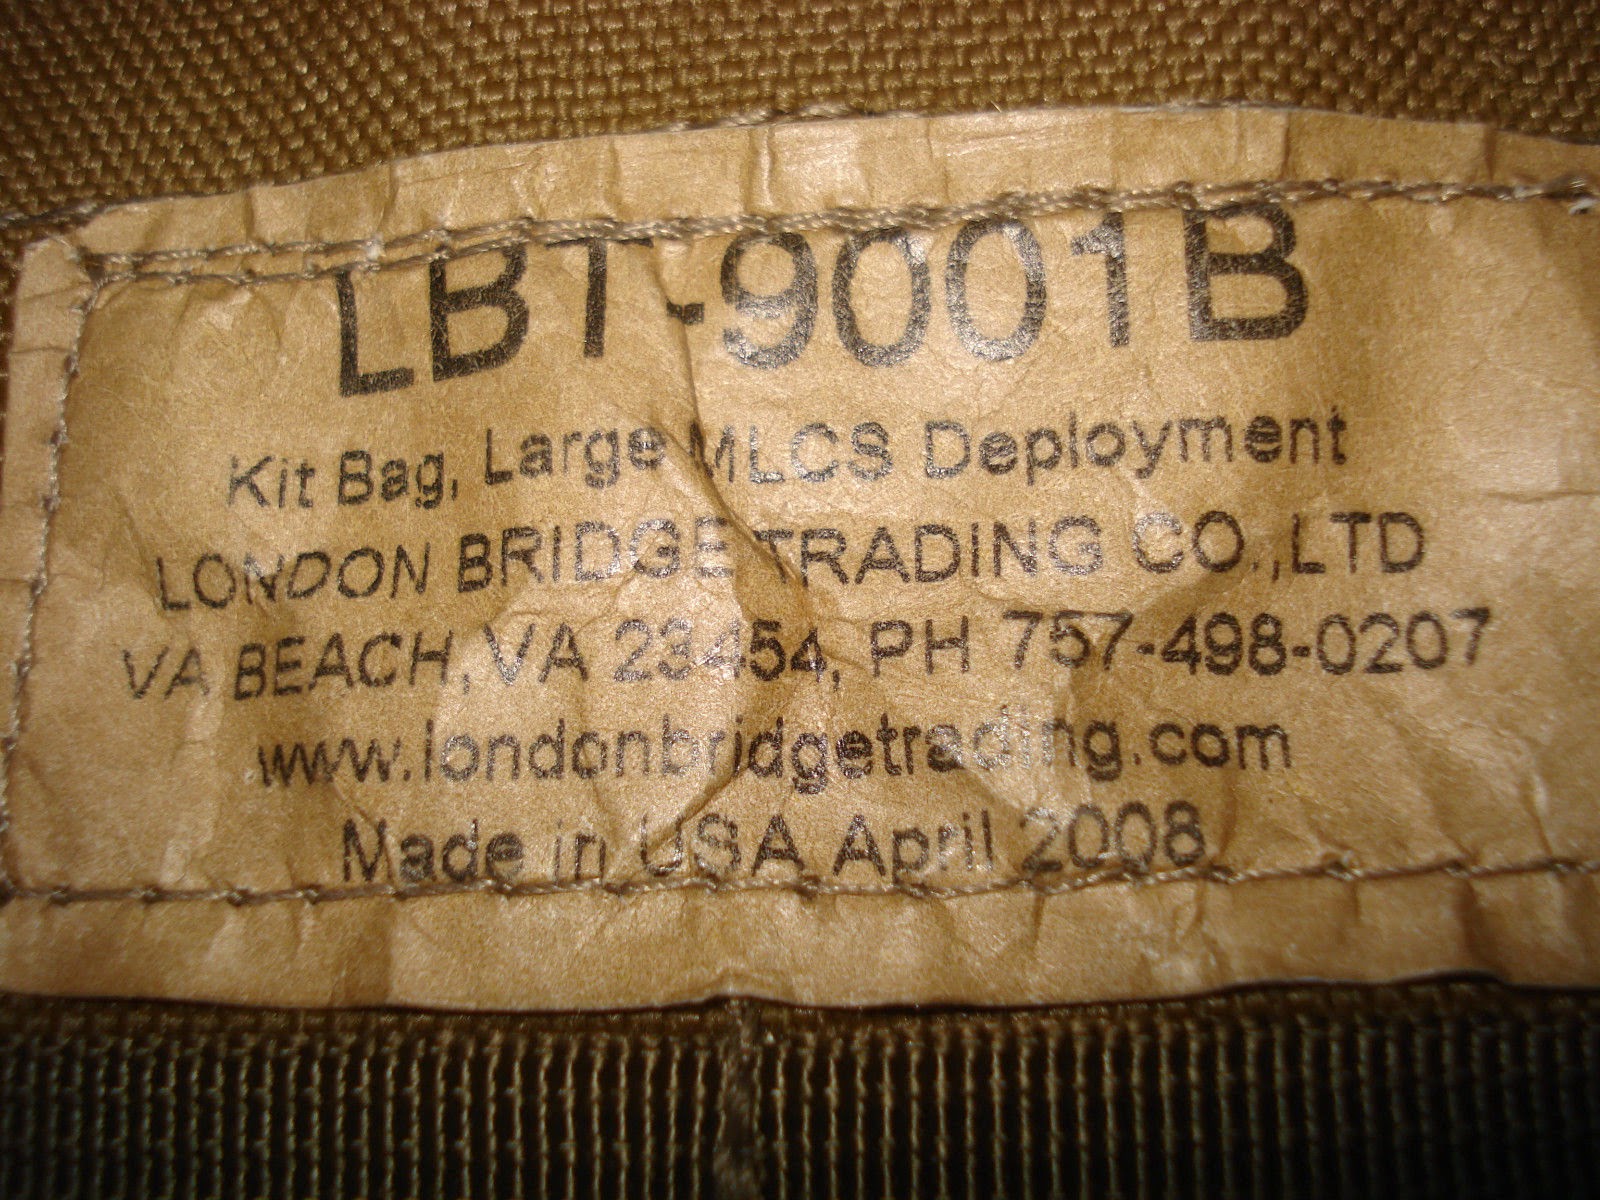 LBT-9001B
Kit Bag, Large MLCS Deployment
LONDON BRIDGE TRADING CO.,LTD
VA BEACH, VA 23454, PH 757-498-0207
www.londonbridgetrading.com
Made in USA April 2008